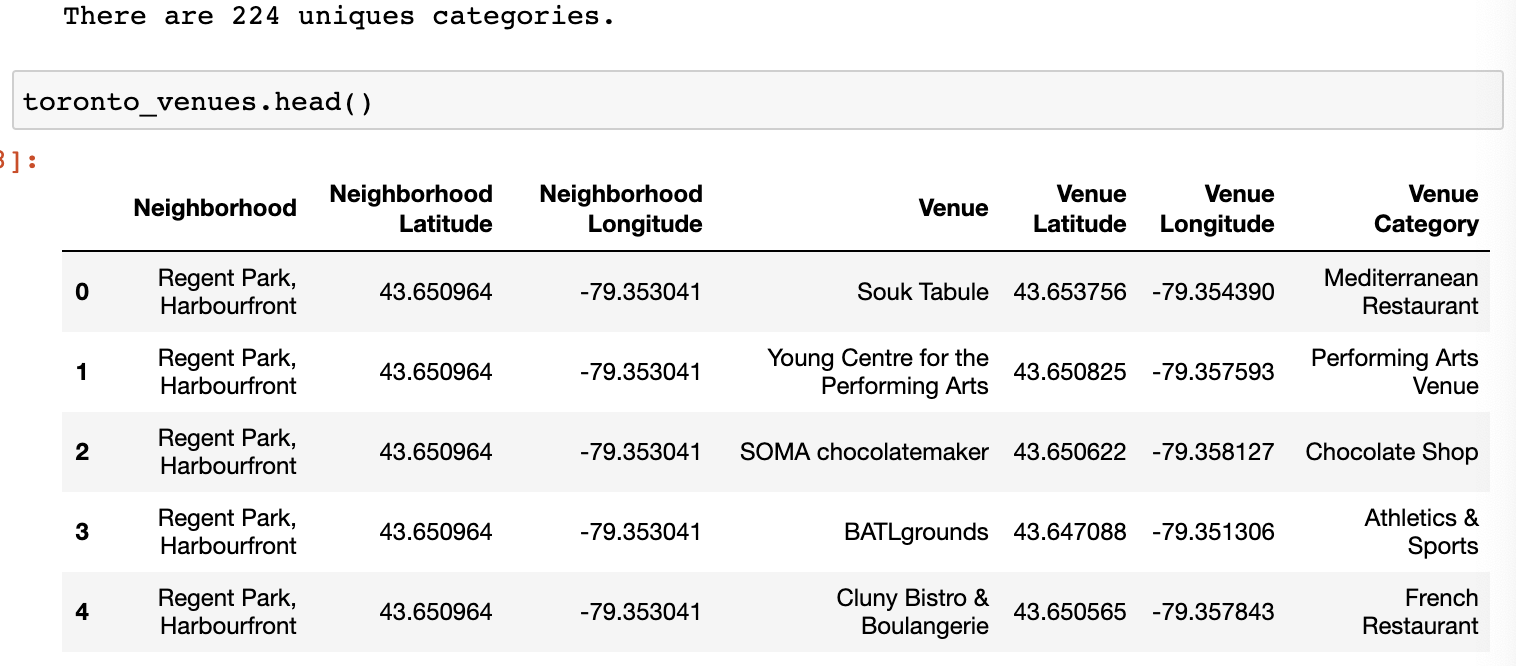 There are 224 uniques categories.
toronto_venues.head()
8]:
Neighborhood Neighborhood Latitude Neighborhood Longitude Venue Venue Latitude Venue Longitude Venue Category
0 Regent Park, Harbourfront 43.650964 -79.353041 Souk Tabule 43.653756 -79.354390 Mediterranean Restaurant
1 Regent Park, Harbourfront 43.650964 -79.353041 Young Centre for the Performing Arts 43.650825 -79.357593 Performing Arts Venue
2 Regent Park, Harbourfront 43.650964 -79.353041 SOMA chocolatemaker 43.650622 -79.358127 Chocolate Shop
3 Regent Park, Harbourfront 43.650964 -79.353041 BATLgrounds 43.647088 -79.351306 Athletics & Sports
4 Regent Park, Harbourfront 43.650964 -79.353041 Cluny Bistro & Boulangerie 43.650565 -79.357843 French Restaurant